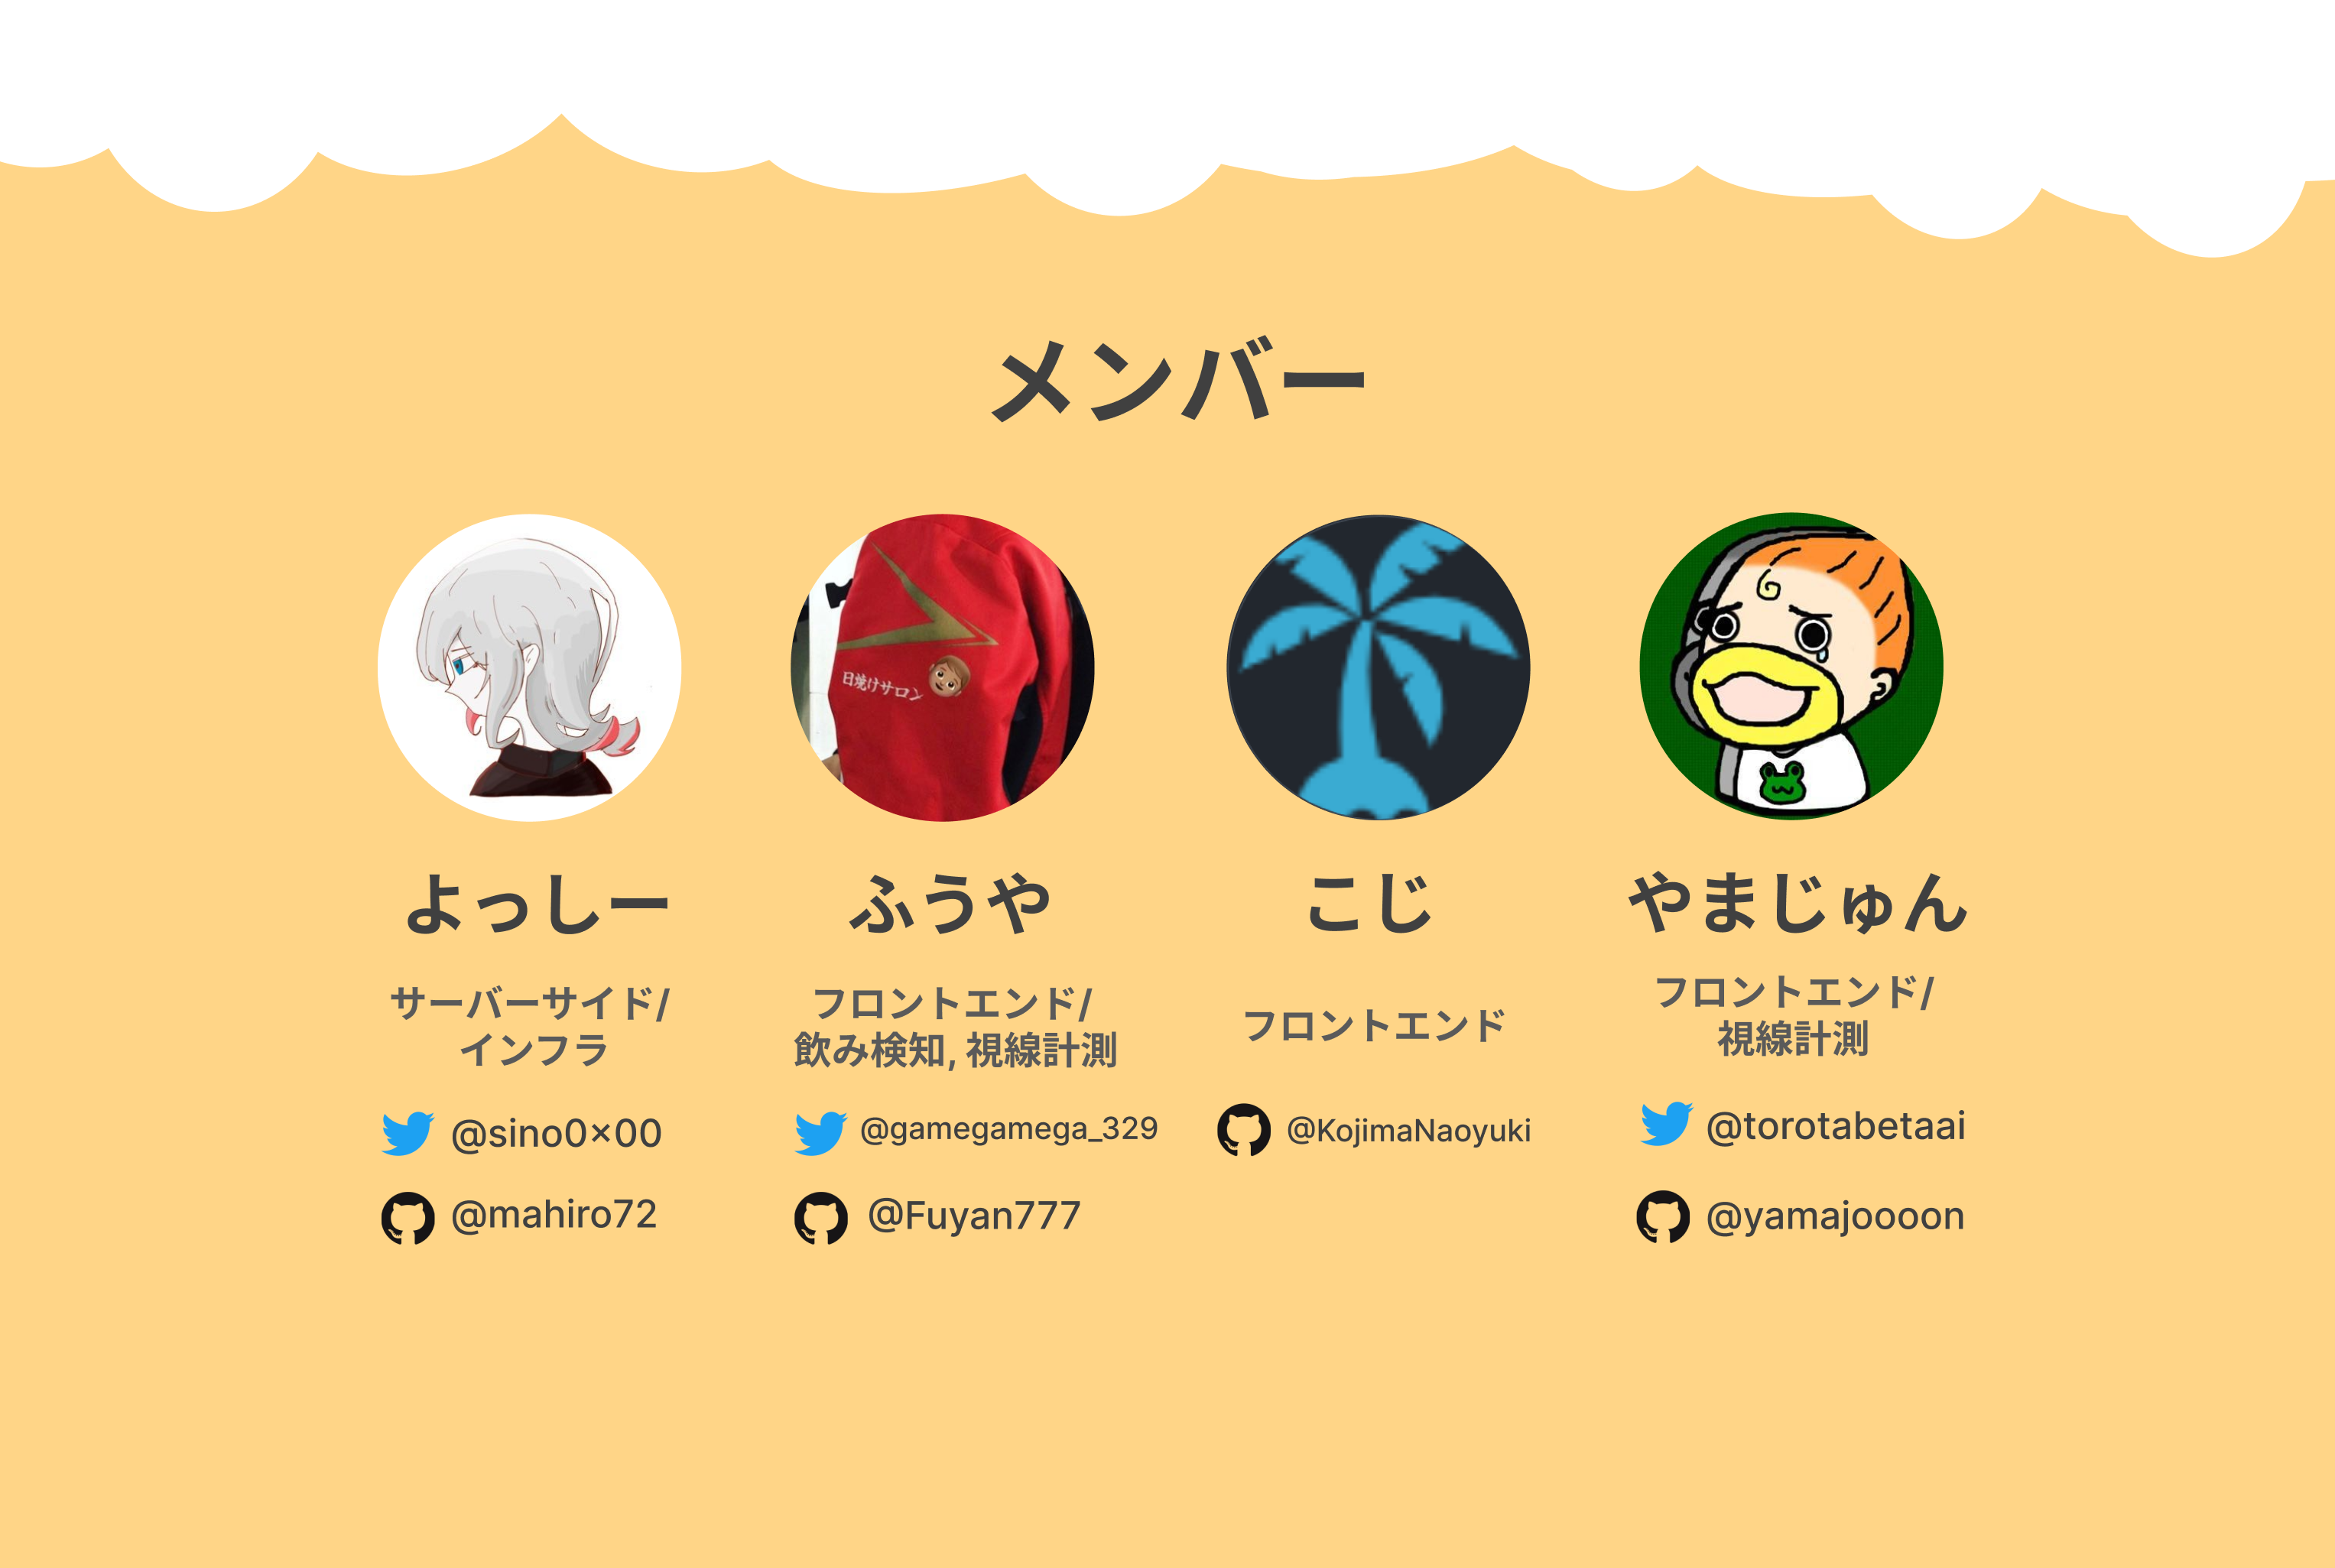 メンバー
日焼けサロン
よっしー
サーバーサイド/
インフラ
@sino0×00
@mahiro72
ふうや
フロントエンド/
飲み検知, 視線計測
@gamegamega_329
@Fuyan777
こじ
フロントエンド
@KojimaNaoyuki
やまじゅん
フロントエンド/
視線計測
@torotabetaai
@yamajoooon